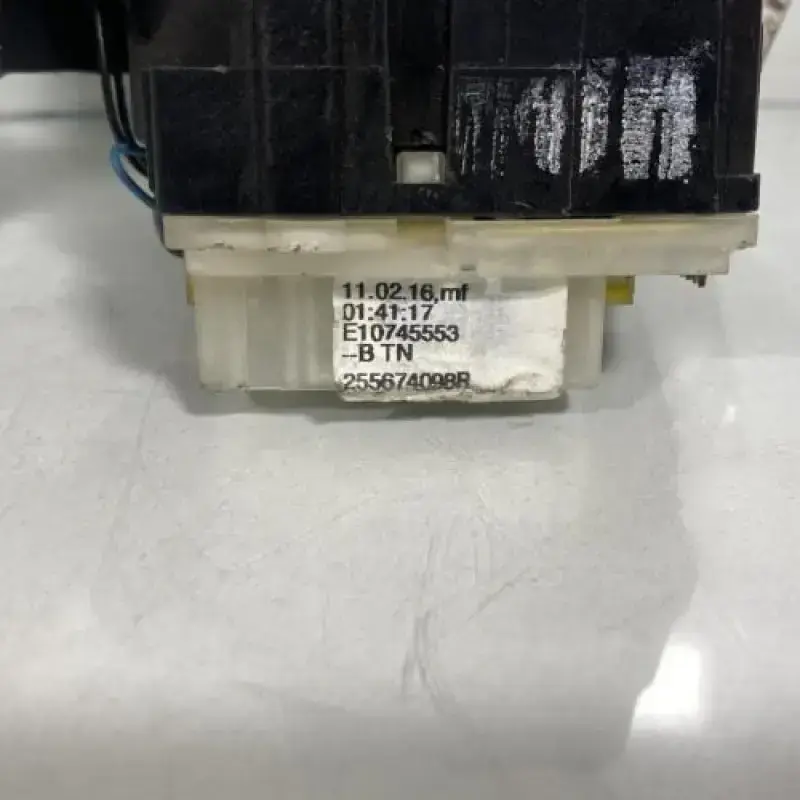 11.02.16,mf
01:41:17
E10745553
--B TN
255674098R